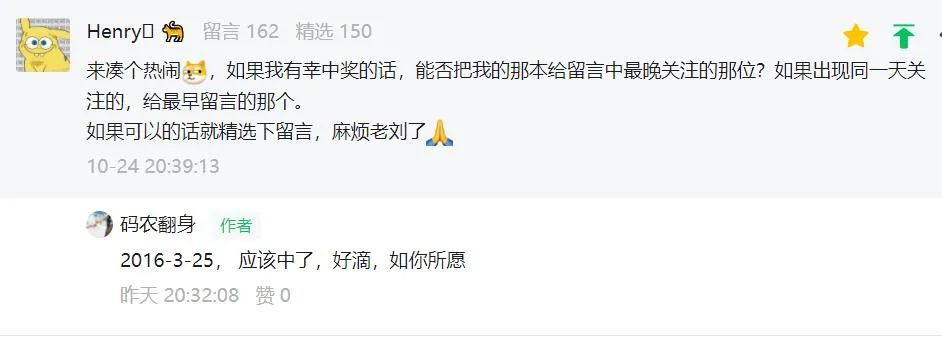 Henry 留言 162 精选 150
来凑个热闹，如果我有幸中奖的话，能否把我的那本给留言中最晚关注的那位？如果出现同一天关
注的，给最早留言的那个。
如果可以的话就精选下留言，麻烦老刘了
10-24 20:39:13
码农翻身 作者
2016-3-25， 应该中了，好滴，如你所愿
昨天 20:32:08 赞 0